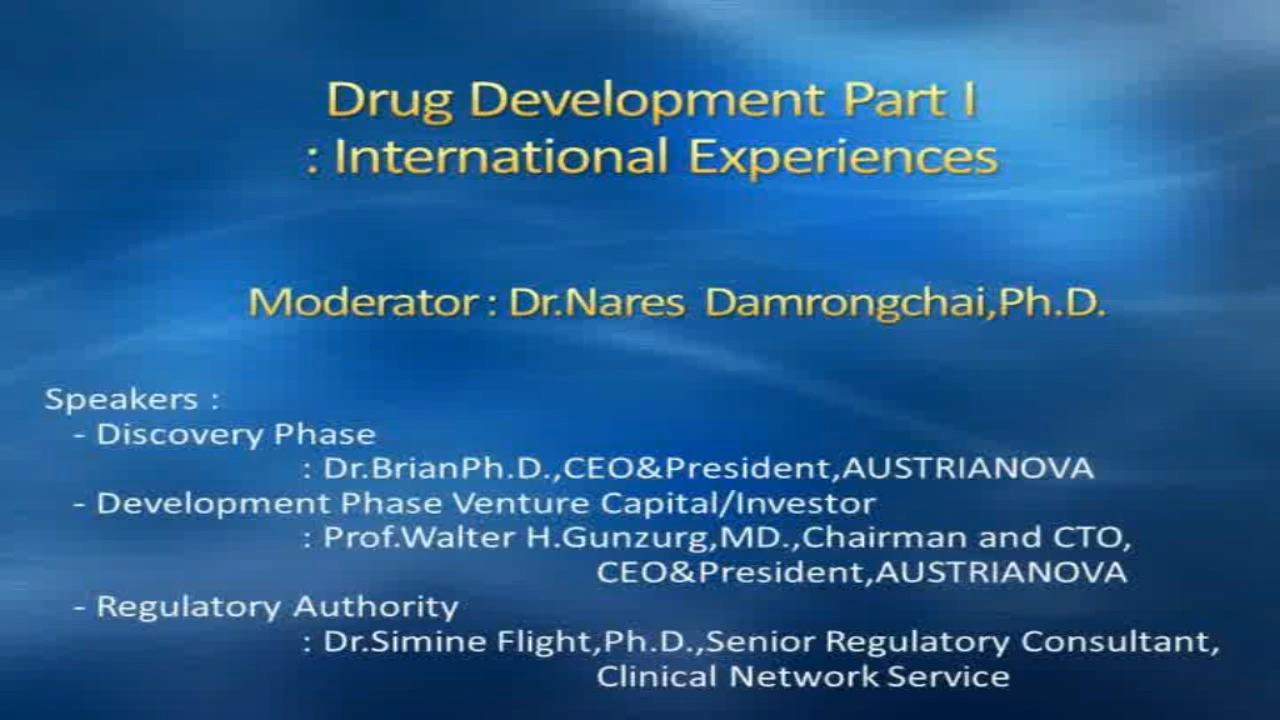 Drug Development Part I
: International Experiences
Moderator : Dr.Nares Damrongchai,Ph.D.
Speakers :
- Discovery Phase
: Dr.BrianPh.D.,CEO&President,AUSTRIANOVA
- Development Phase Venture Capital/Investor
: Prof.Walter H.Gunzurg,MD.,Chairman and CTO,
CEO&President,AUSTRIANOVA
- Regulatory Authority
: Dr.Simine Flight,Ph.D.,Senior Regulatory Consultant,
Clinical Network Service